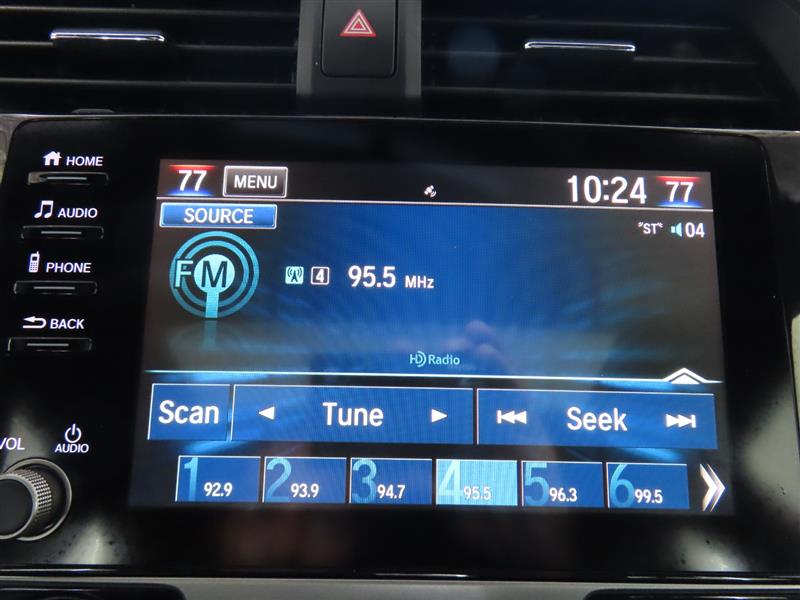 HOME
AUDIO
PHONE
BACK
VOL
AUDIO
77 MENU 10:24 77
SOURCE
"ST" 04
FM 4 95.5 MHz
HD Radio
Scan Tune Seek
1 92.9 2 93.9 3 94.7 4 95.5 5 96.3 6 99.5